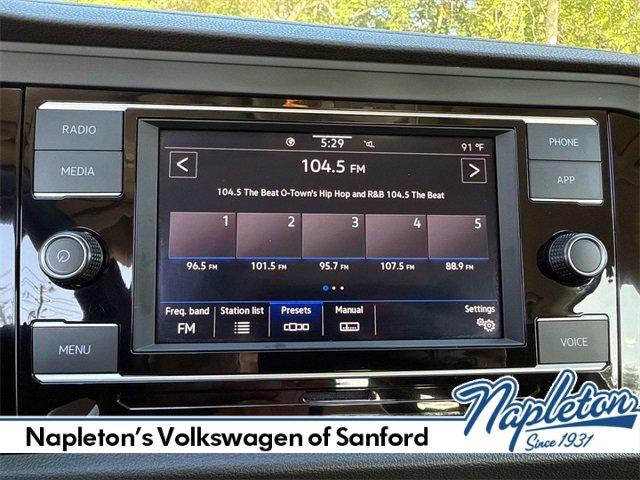 RADIO
MEDIA
MENU
5:29
91 °F
<
104.5 FM
>
104.5 The Beat O-Town's Hip Hop and R&B 104.5 The Beat
1 2 3 4 5
96.5 FM 101.5 FM 95.7 FM 107.5 FM 88.9 FM
Freq. band Station list Presets Manual Settings
FM
PHONE
APP
VOICE
Napleton's Volkswagen of Sanford
Napleton
Since 1931